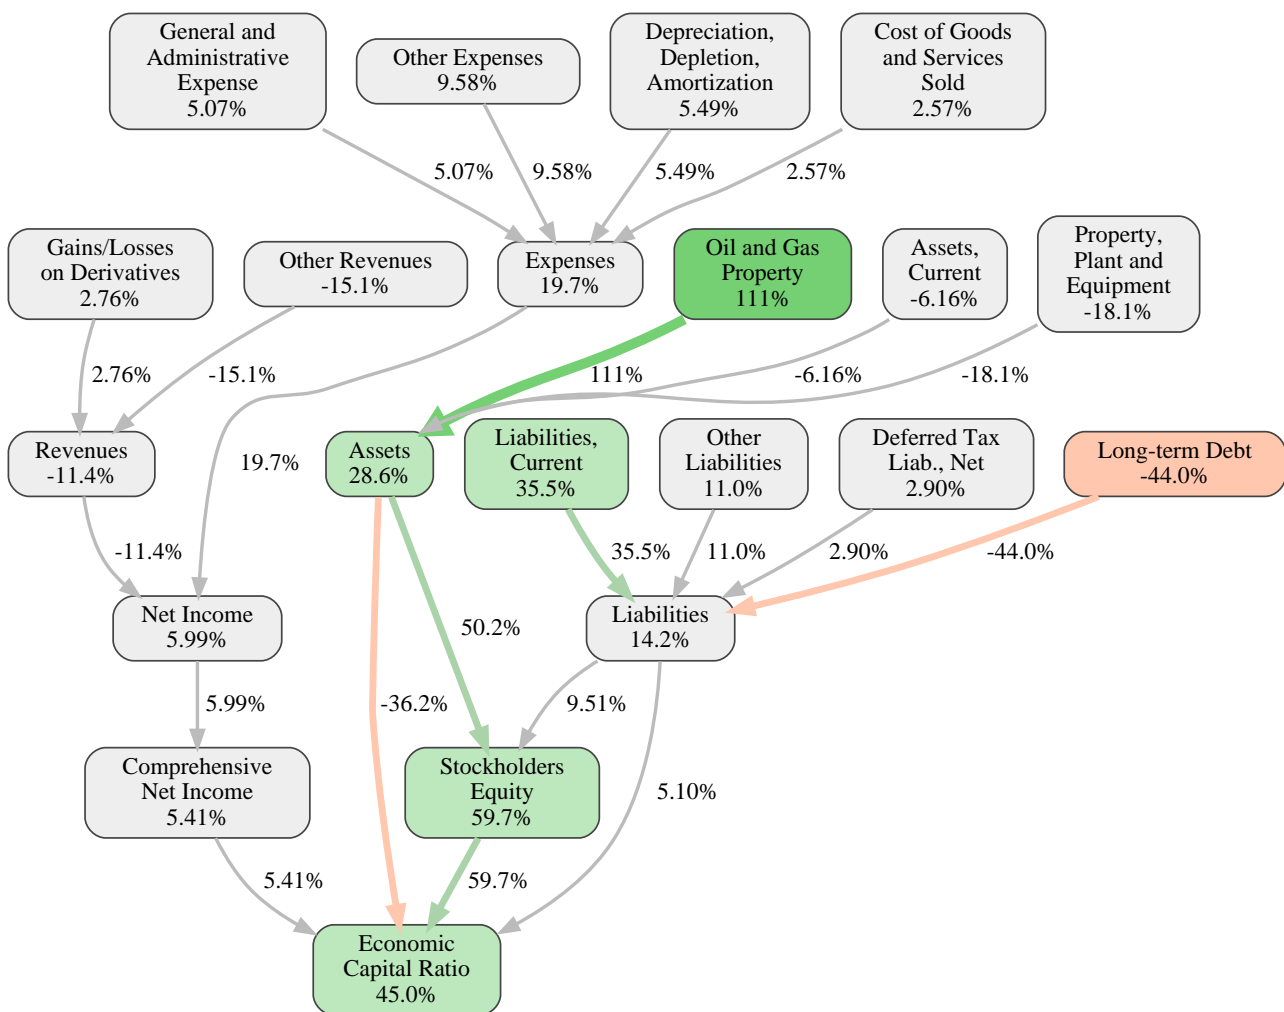 General and
Administrative
Expense
5.07%
Other Expenses
9.58%
Depreciation,
Depletion,
Amortization
5.49%
Cost of Goods
and Services
Sold
2.57%
5.07%
9.58%
5.49%
2.57%
Gains/Losses
on Derivatives
2.76%
Other Revenues
-15.1%
Expenses
19.7%
Oil and Gas
Property
111%
Assets,
Current
-6.16%
Property,
Plant and
Equipment
-18.1%
2.76%
-15.1%
111%
-6.16%
-18.1%
Revenues
-11.4%
19.7%
Assets
28.6%
Liabilities,
Current
35.5%
Other
Liabilities
11.0%
Deferred Tax
Liab., Net
2.90%
Long-term Debt
-44.0%
-11.4%
35.5%
11.0%
2.90%
-44.0%
Net Income
5.99%
50.2%
Liabilities
14.2%
5.99%
-36.2%
9.51%
Comprehensive
Net Income
5.41%
Stockholders
Equity
59.7%
5.10%
5.41%
59.7%
Economic
Capital Ratio
45.0%